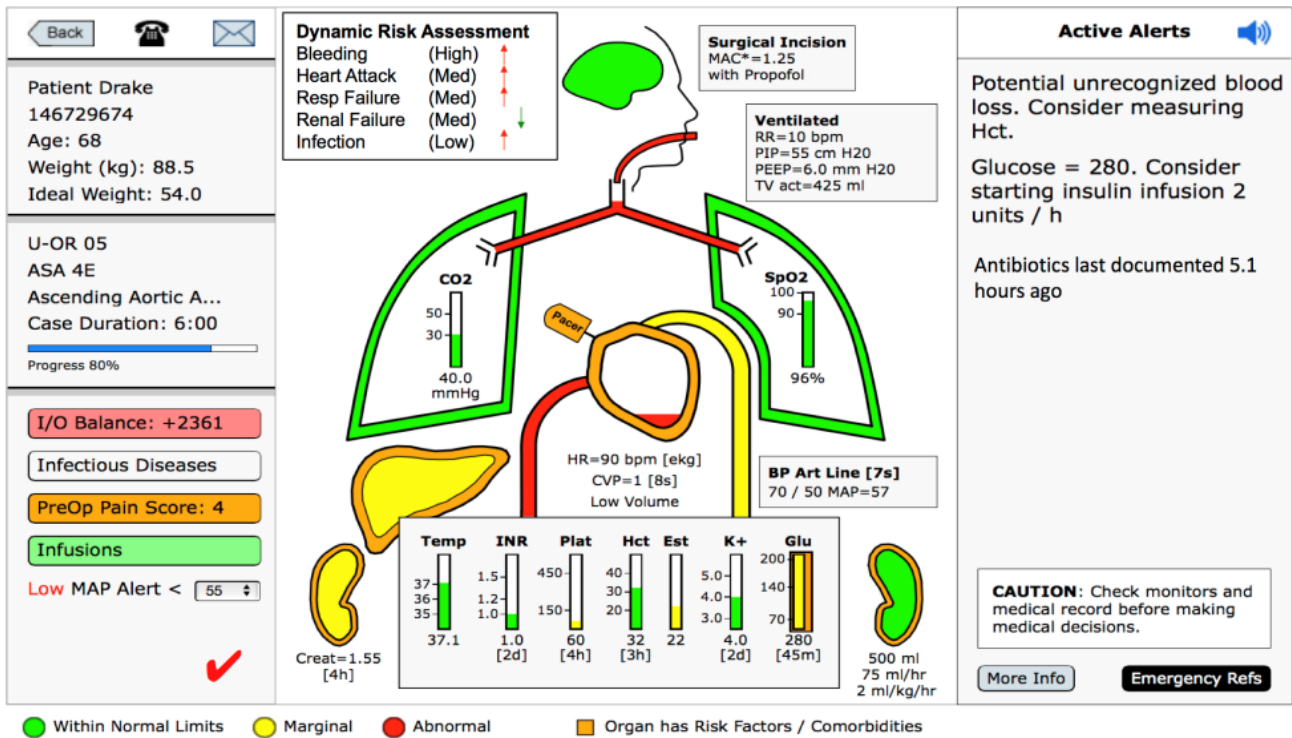 Back
Patient Drake
146729674
Age: 68
Weight (kg): 88.5
Ideal Weight: 54.0
U-OR 05
ASA 4E
Ascending Aortic A...
Case Duration: 6:00
Progress 80%
I/O Balance: +2361
Infectious Diseases
PreOp Pain Score: 4
Infusions
Low MAP Alert < 55
Dynamic Risk Assessment
Bleeding (High)
Heart Attack (Med)
Resp Failure (Med)
Renal Failure (Med)
Infection (Low)
Surgical Incision
MAC*=1.25
with Propofol
Ventilated
RR=10 bpm
PIP=55 cm H20
PEEP=6.0 mm H20
TV act=425 ml
CO2
50
30
40.0
mmHg
SpO2
100
90
96%
Pacer
HR=90 bpm [ekg]
CVP=1 [8s]
Low Volume
BP Art Line [7s]
70 / 50 MAP=57
Temp INR Plat Hct Est K+ Glu
37
36
35
37.1
1.5
1.2
1.0
1.0
[2d]
450
150
60
[4h]
40
30
20
32
[3h]
22
5.0
4.0
3.0
4.0
[2d]
200
140
70
280
[45m]
Creat=1.55
[4h]
500 ml
75 ml/hr
2 ml/kg/hr
Active Alerts
Potential unrecognized blood
loss. Consider measuring
Hct.
Glucose = 280. Consider
starting insulin infusion 2
units / h
Antibiotics last documented 5.1
hours ago
CAUTION: Check monitors and
medical record before making
medical decisions.
More Info
Emergency Refs
Within Normal Limits
Marginal
Abnormal
Organ has Risk Factors / Comorbidities